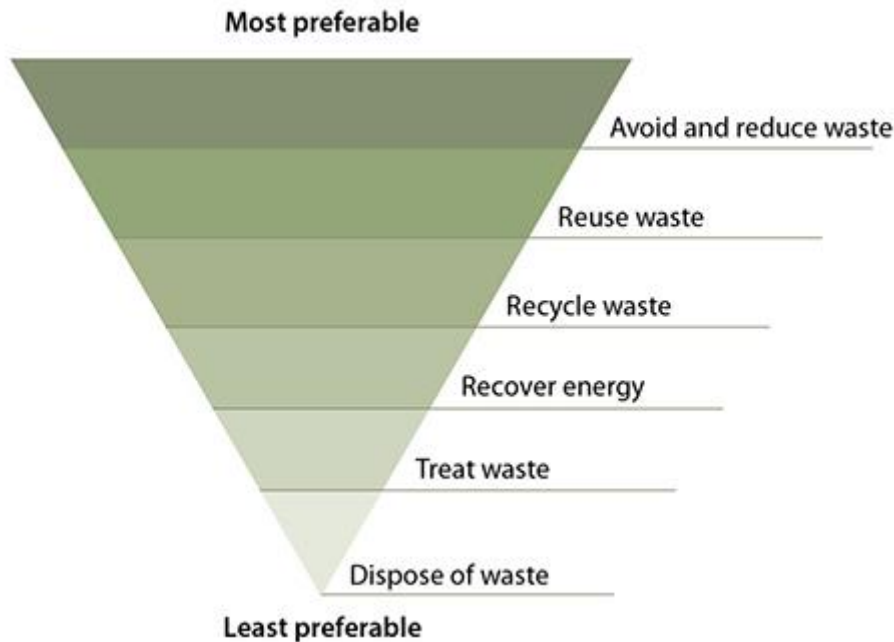 Most preferable
Avoid and reduce waste
Reuse waste
Recycle waste
Recover energy
Treat waste
Dispose of waste
Least preferable